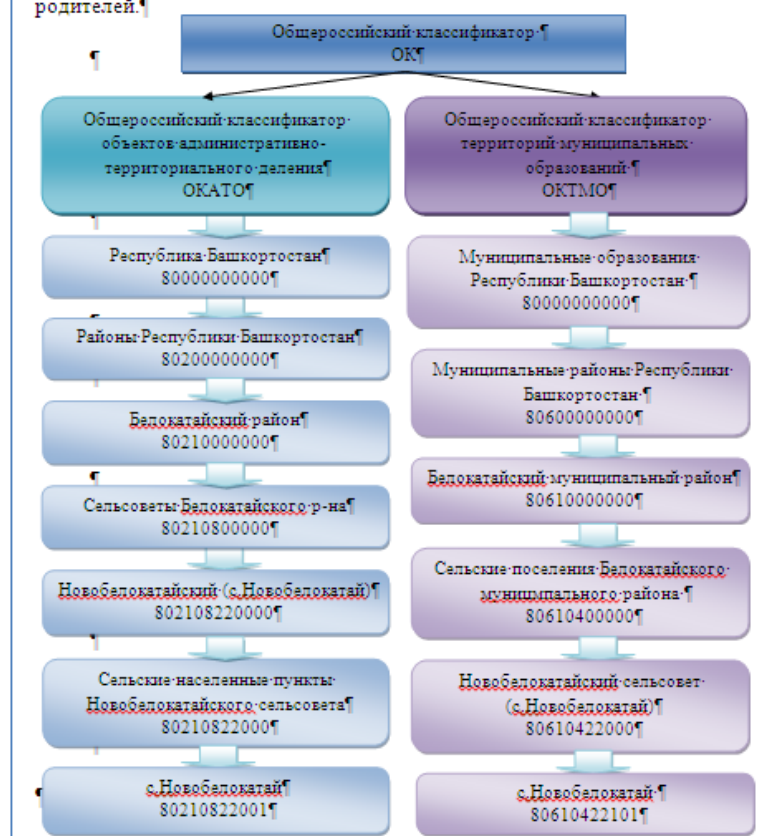 родителей.¶
Общероссийский·классификатор·¶
ОК¶
¶
Общероссийский·классификатор·
объектов·административно-
территориального·деления¶
ОКАТО¶
Республика·Башкортостан¶
80000000000¶
Районы·Республики·Башкортостан¶
80200000000¶
Белокатайский·район¶
80210000000¶
¶
Сельсоветы·Белокатайского·р-на¶
80210800000¶
Новобелокатайский·(с.Новобелокатай)¶
802108220000¶
Сельские·населенные·пункты·
Новобелокатайского·сельсовета¶
80210822000¶
¶
с.Новобелокатай¶
80210822001¶
Общероссийский·классификатор·
территорий·муниципальных·
образований·¶
ОКТМО¶
Муниципальные·образования·
Республики·Башкортостан·¶
80000000000¶
Муниципальные·районы·Республики·
Башкортостан·¶
80600000000¶
Белокатайский·муниципальный·район¶
80610000000¶
Сельские·поселения·Белокатайского·
муницмпального·района·¶
80610400000¶
Новобелокатайский·сельсовет·
(с.Новобелокатай)¶
80610422000¶
с.Новобелокатай·¶
80610422101¶